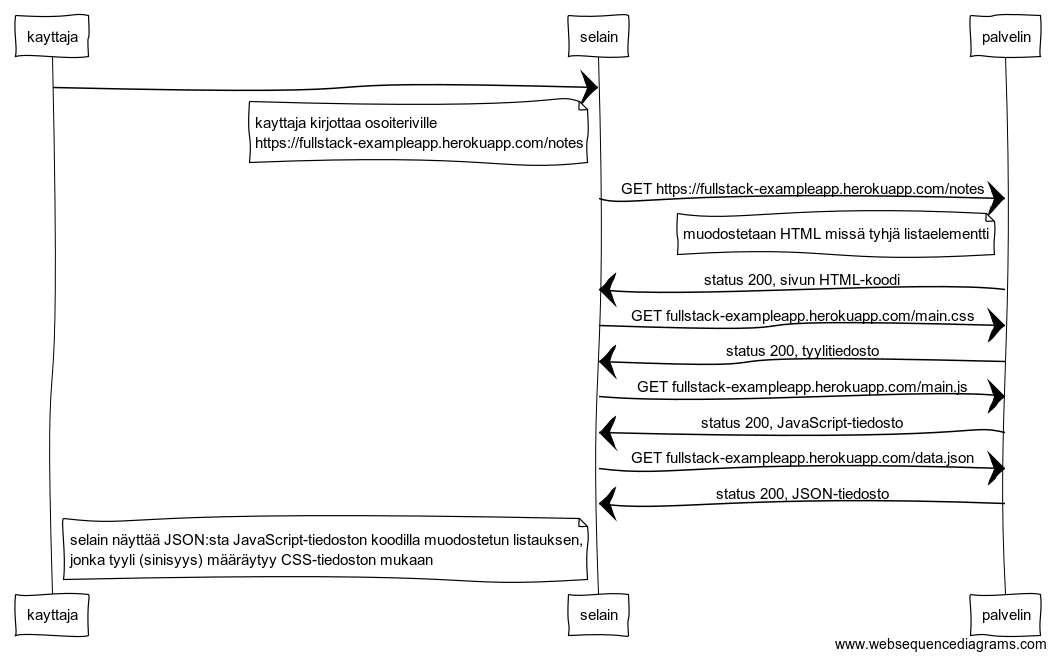 kayttaja
selain
palvelin
kayttaja kirjottaa osoiteriville
https://fullstack-exampleapp.herokuapp.com/notes
GET https://fullstack-exampleapp.herokuapp.com/notes
muodostetaan HTML missä tyhjä listaelementti
status 200, sivun HTML-koodi
GET fullstack-exampleapp.herokuapp.com/main.css
status 200, tyylitiedosto
GET fullstack-exampleapp.herokuapp.com/main.js
status 200, JavaScript-tiedosto
GET fullstack-exampleapp.herokuapp.com/data.json
status 200, JSON-tiedosto
selain näyttää JSON:sta JavaScript-tiedoston koodilla muodostetun listauksen,
jonka tyyli (sinisyys) määräytyy CSS-tiedoston mukaan
kayttaja
selain
palvelin
www.websequencediagrams.com